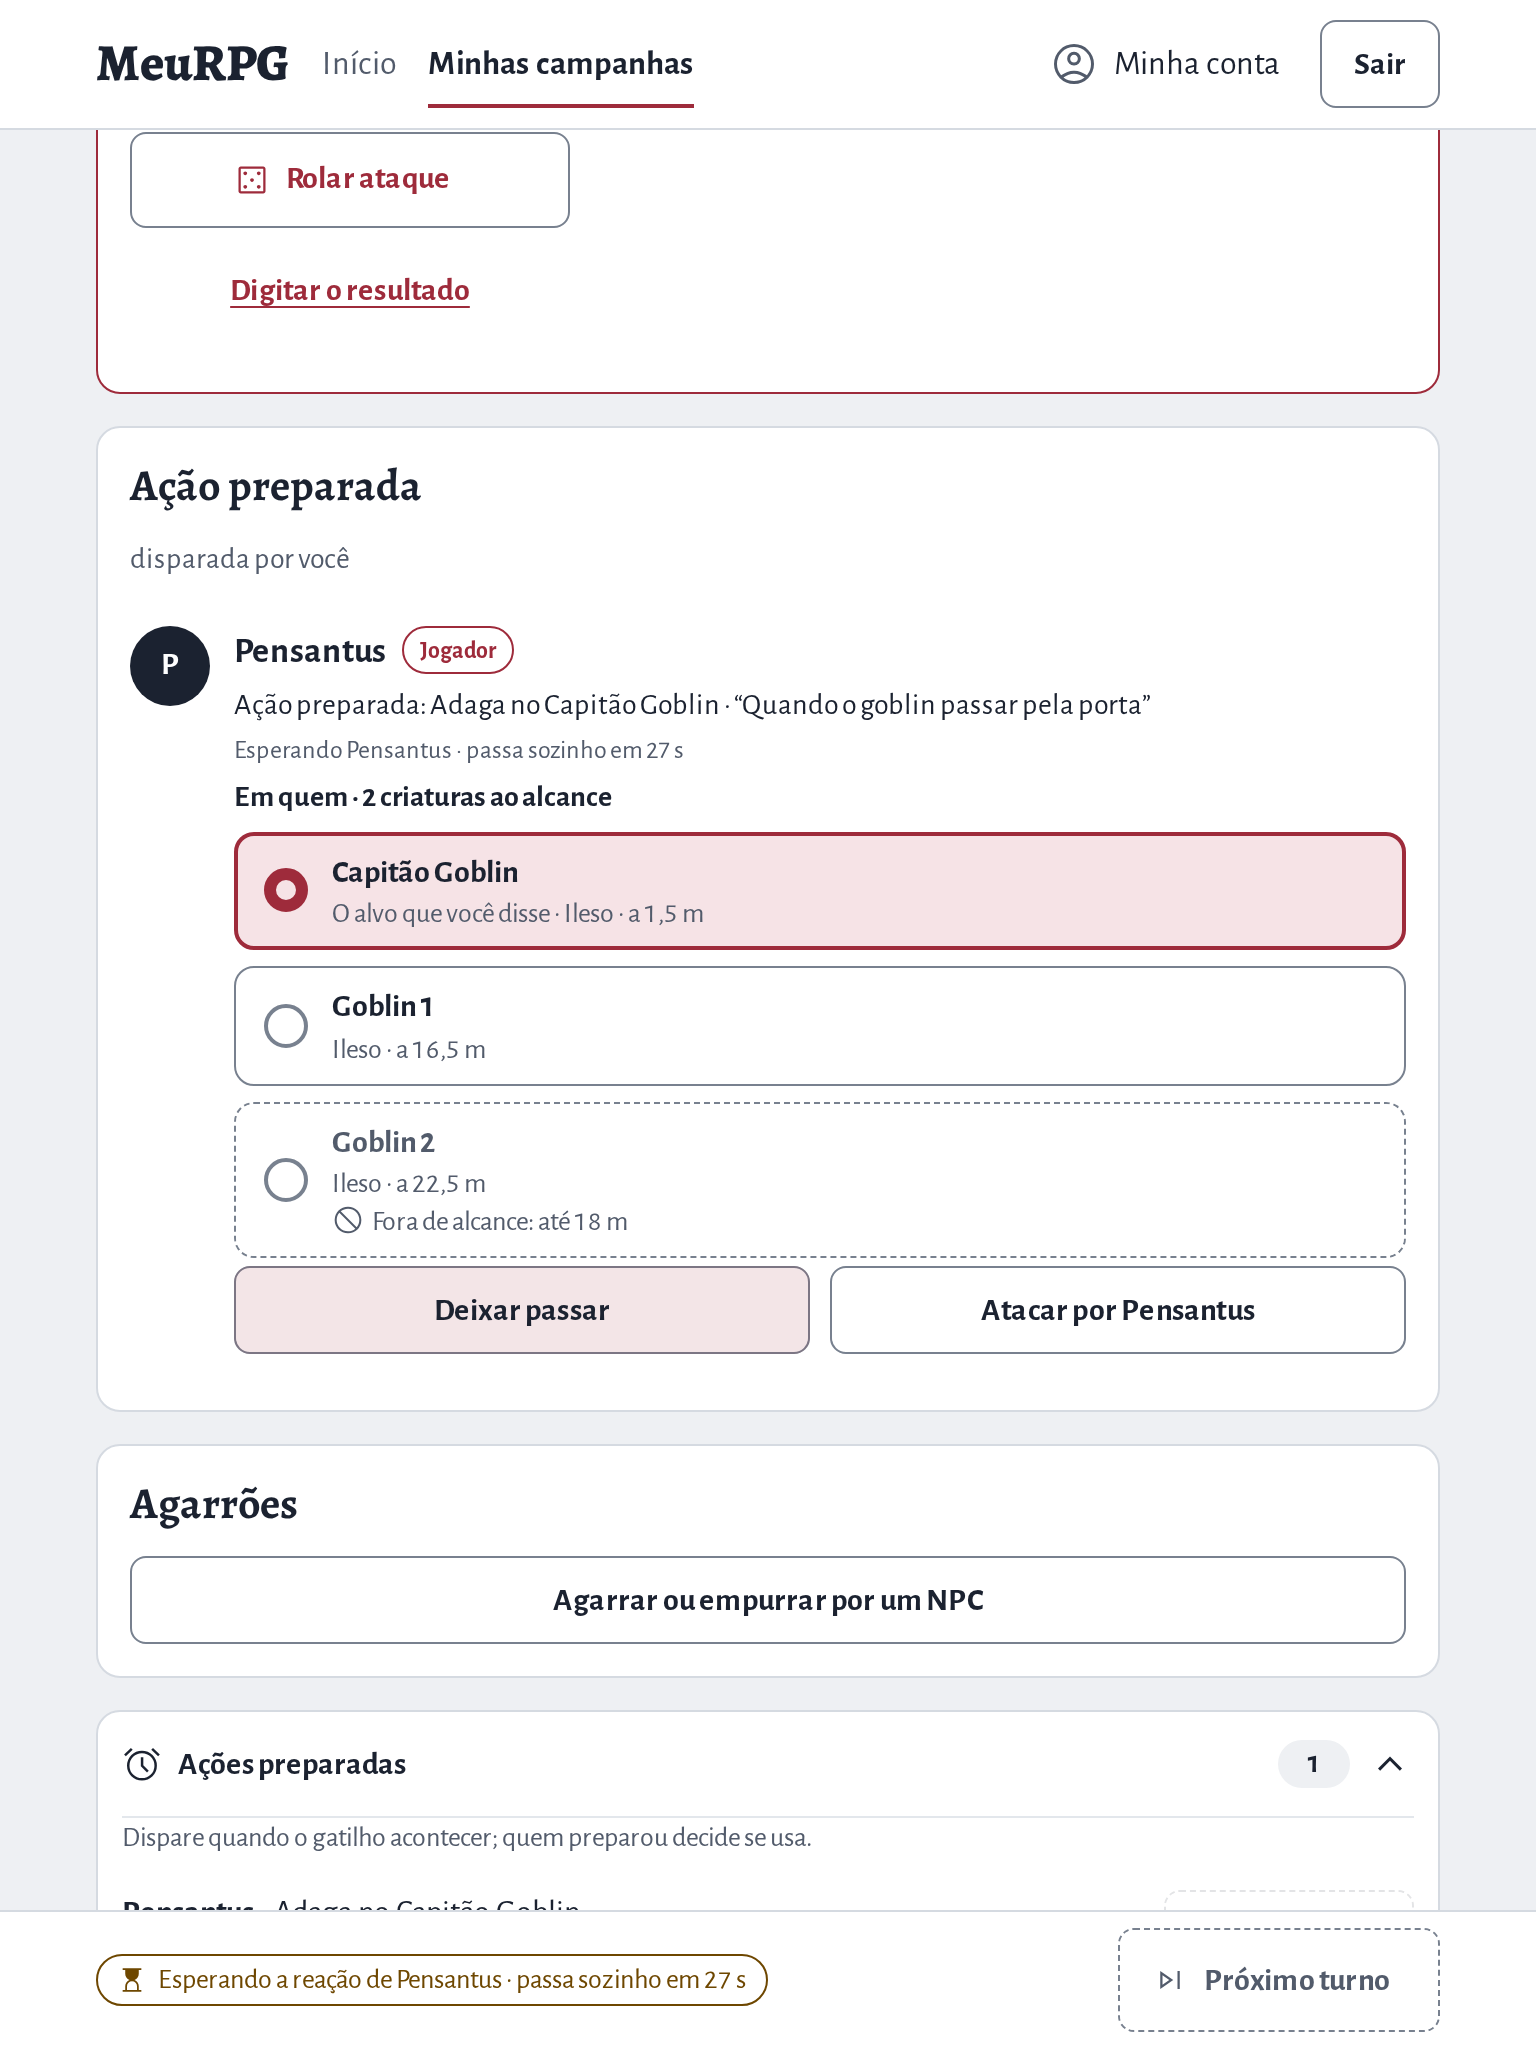 MeuRPG Início Minhas campanhas Minha conta Sair
Rolar ataque
Digitar o resultado
Ação preparada
disparada por você
P
Pensantus Jogador
Ação preparada: Adaga no Capitão Goblin · “Quando o goblin passar pela porta”
Esperando Pensantus · passa sozinho em 27 s
Em quem · 2 criaturas ao alcance
Capitão Goblin
O alvo que você disse · Ileso · a 1,5 m
Goblin 1
Ileso · a 16,5 m
Goblin 2
Ileso · a 22,5 m
Fora de alcance: até 18 m
Deixar passar Atacar por Pensantus
Agarrões
Agarrar ou empurrar por um NPC
Ações preparadas 1
Dispare quando o gatilho acontecer; quem preparou decide se usa.
Pensantus Adaga no Capitão Goblin
Esperando a reação de Pensantus · passa sozinho em 27 s Próximo turno